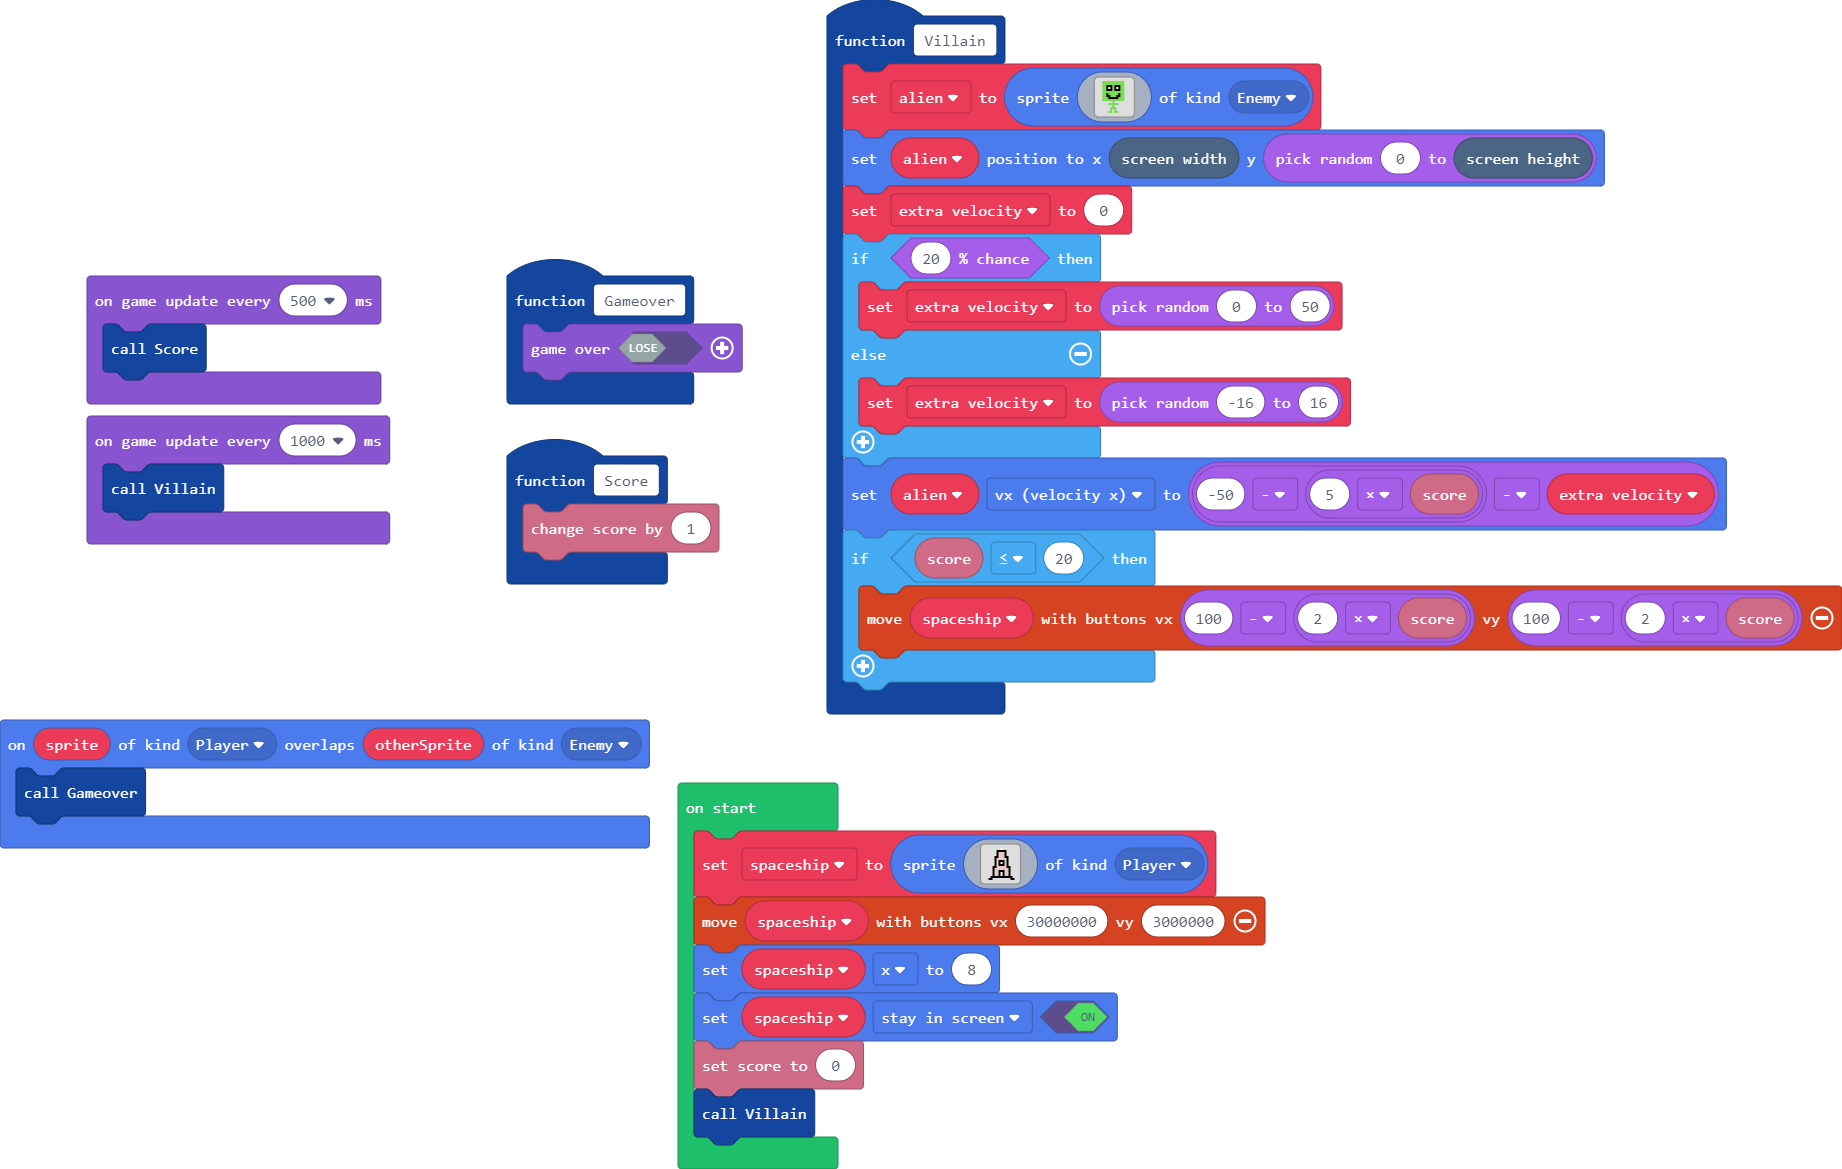 function Villain
set alien to sprite of kind Enemy
set alien position to x screen width y pick random 0 to screen height
set extra velocity to 0
if 20 % chance then
set extra velocity to pick random 0 to 50
else
set extra velocity to pick random -16 to 16
set alien vx (velocity x) to -50 - 5 × score - extra velocity
if score ≤ 20 then
move spaceship with buttons vx 100 - 2 × score vy 100 - 2 × score
on game update every 500 ms
call Score
on game update every 1000 ms
call Villain
function Gameover
game over LOSE
function Score
change score by 1
on sprite of kind Player overlaps otherSprite of kind Enemy
call Gameover
on start
set spaceship to sprite of kind Player
move spaceship with buttons vx 30000000 vy 3000000
set spaceship x to 8
set spaceship stay in screen ON
set score to 0
call Villain